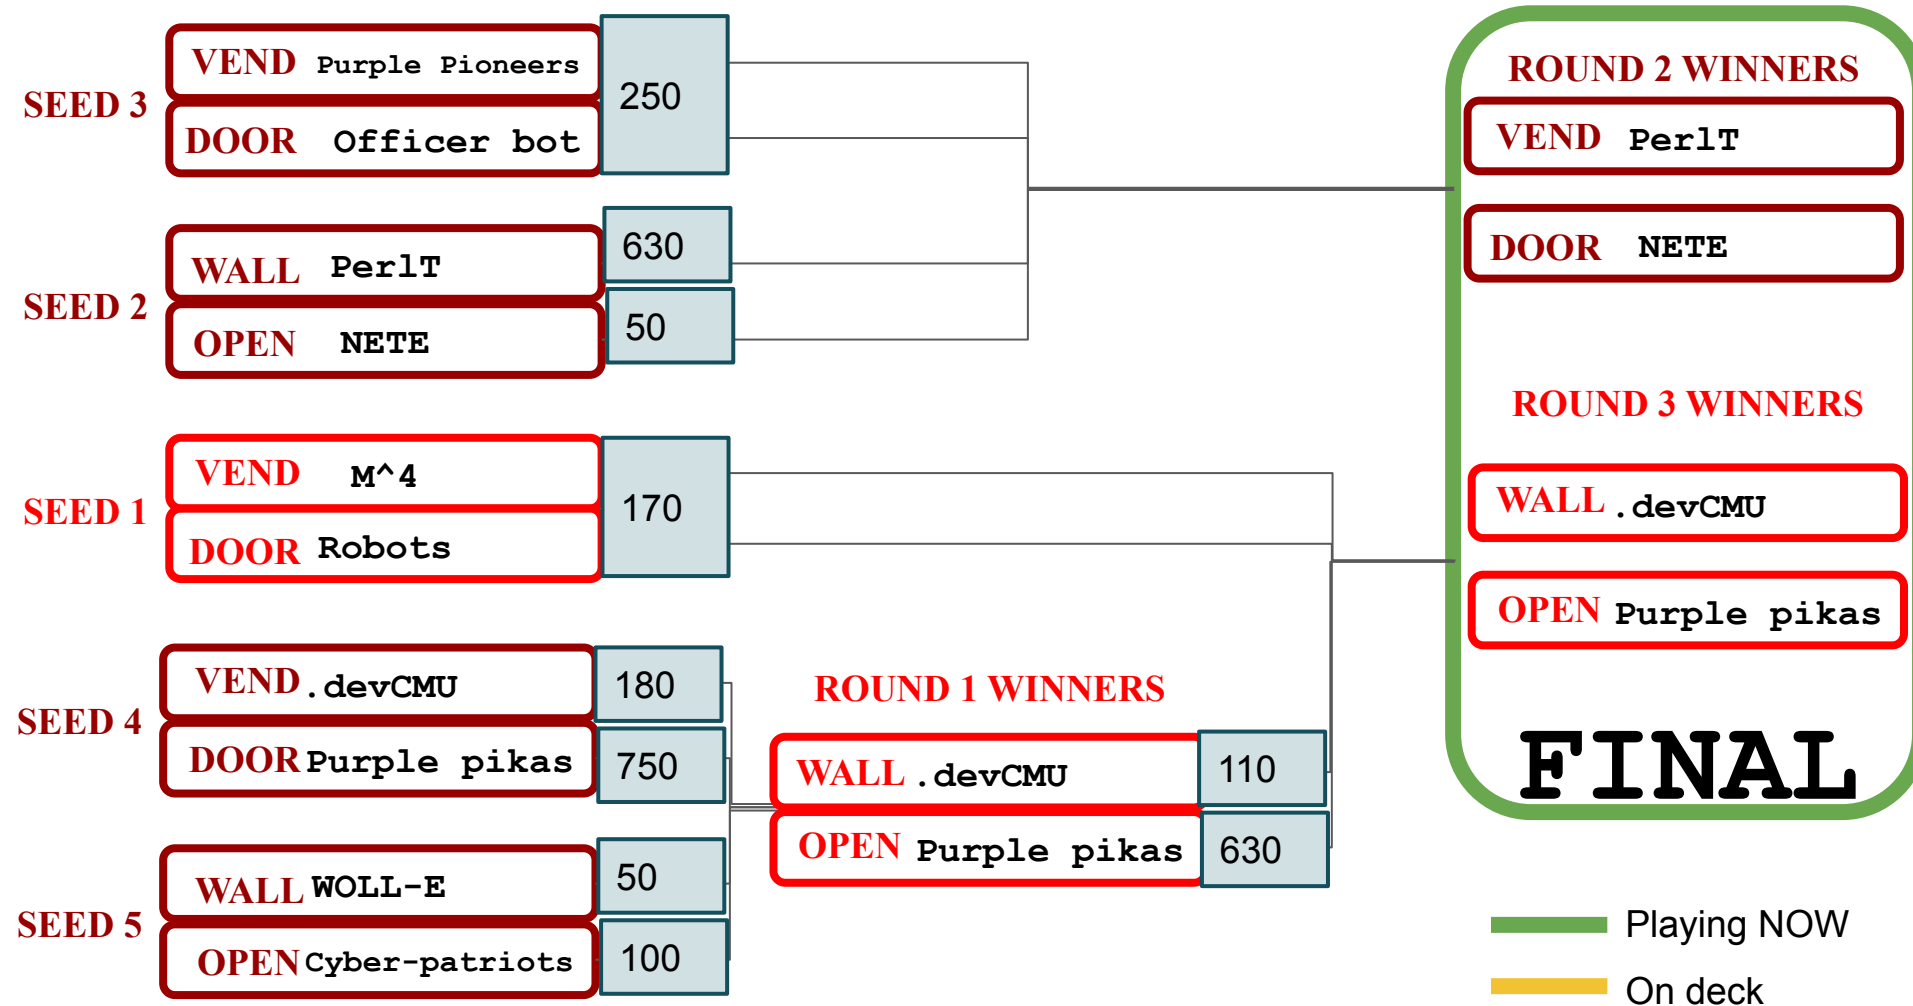 SEED 3
VEND Purple Pioneers
DOOR Officer bot
250
SEED 2
WALL PerlT
630
OPEN NETE
50
SEED 1
VEND M^4
DOOR Robots
170
SEED 4
VEND .devCMU
180
DOOR Purple pikas
750
SEED 5
WALL WOLL-E
50
OPEN Cyber-patriots
100
ROUND 1 WINNERS
WALL .devCMU
110
OPEN Purple pikas
630
ROUND 2 WINNERS
VEND PerlT
DOOR NETE
ROUND 3 WINNERS
WALL .devCMU
OPEN Purple pikas
FINAL
Playing NOW
On deck